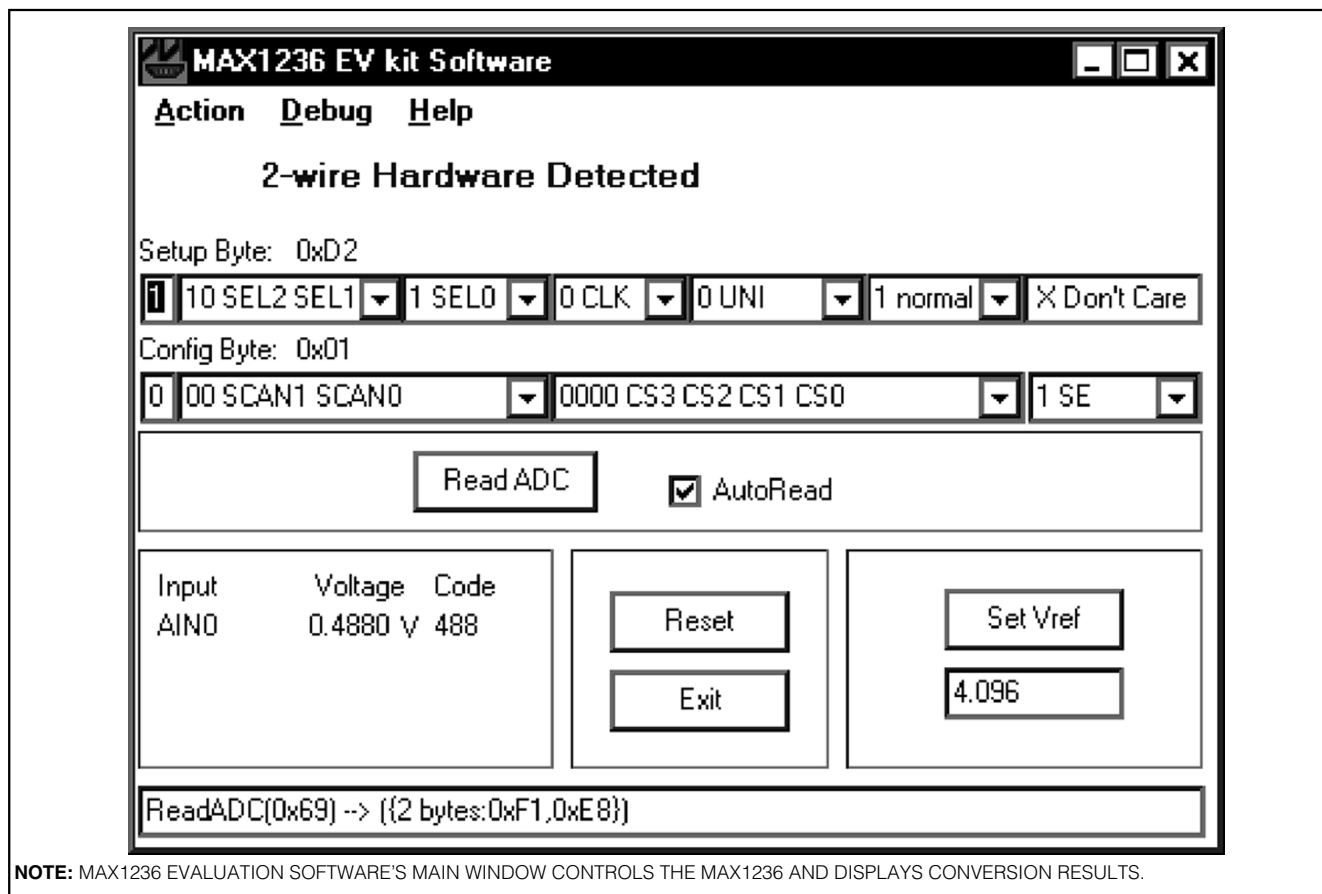 MAX1236 EV kit Software
Action Debug Help
2-wire Hardware Detected
Setup Byte: 0xD2
1 10 SEL2 SEL1 1 SEL0 0 CLK 0 UNI 1 normal X Don't Care
Config Byte: 0x01
0 00 SCAN1 SCAN0 0000 CS3 CS2 CS1 CS0 1 SE
Read ADC AutoRead
Input Voltage Code
AIN0 0.4880 V 488
Reset
Exit
Set Vref
4.096
ReadADC(0x69) --> ({2 bytes:0xF1,0xE8})
NOTE: MAX1236 EVALUATION SOFTWARE'S MAIN WINDOW CONTROLS THE MAX1236 AND DISPLAYS CONVERSION RESULTS.